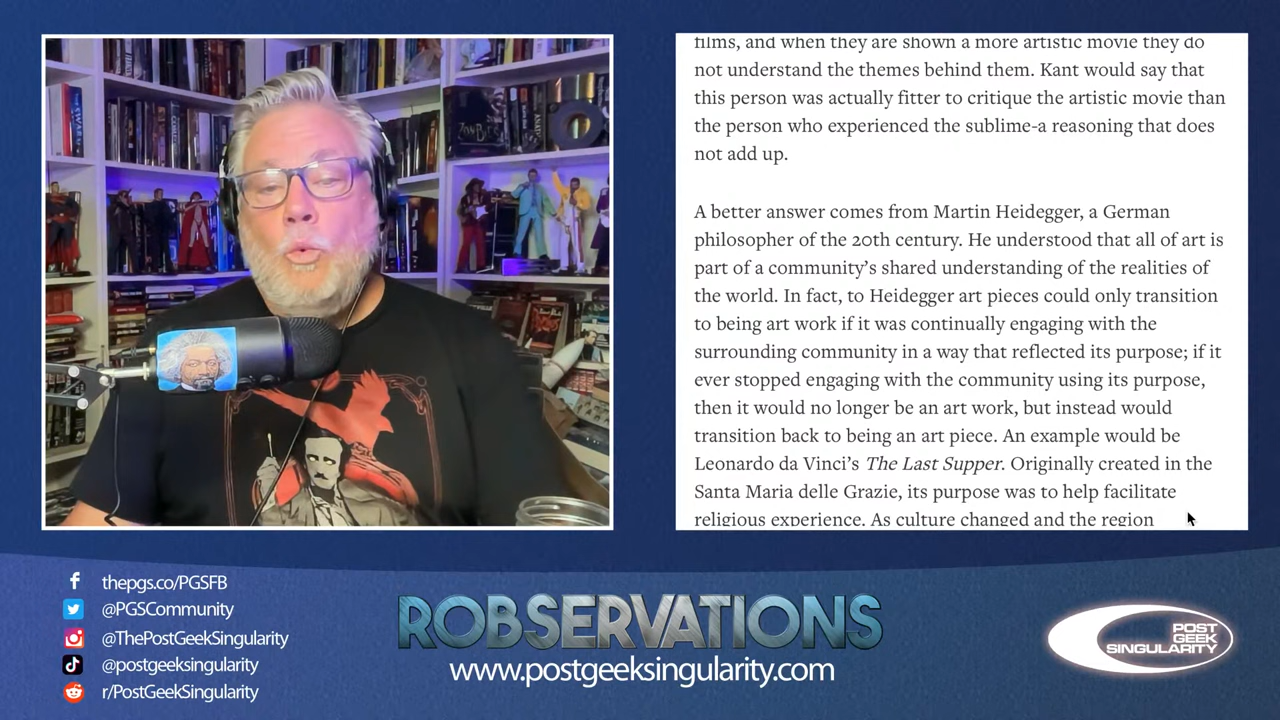 films, and when they are shown a more artistic movie they do
not understand the themes behind them. Kant would say that
this person was actually fitter to critique the artistic movie than
the person who experienced the sublime-a reasoning that does
not add up.
A better answer comes from Martin Heidegger, a German
philosopher of the 20th century. He understood that all of art is
part of a community’s shared understanding of the realities of
the world. In fact, to Heidegger art pieces could only transition
to being art work if it was continually engaging with the
surrounding community in a way that reflected its purpose; if it
ever stopped engaging with the community using its purpose,
then it would no longer be an art work, but instead would
transition back to being an art piece. An example would be
Leonardo da Vinci’s The Last Supper. Originally created in the
Santa Maria delle Grazie, its purpose was to help facilitate
religious experience. As culture changed and the region
thepgs.co/PGSFB
@PGSCommunity
@ThePostGeekSingularity
@postgeeksingularity
r/PostGeekSingularity
ROBSERVATIONS
www.postgeeksingularity.com
POST
GEEK
SINGULARITY